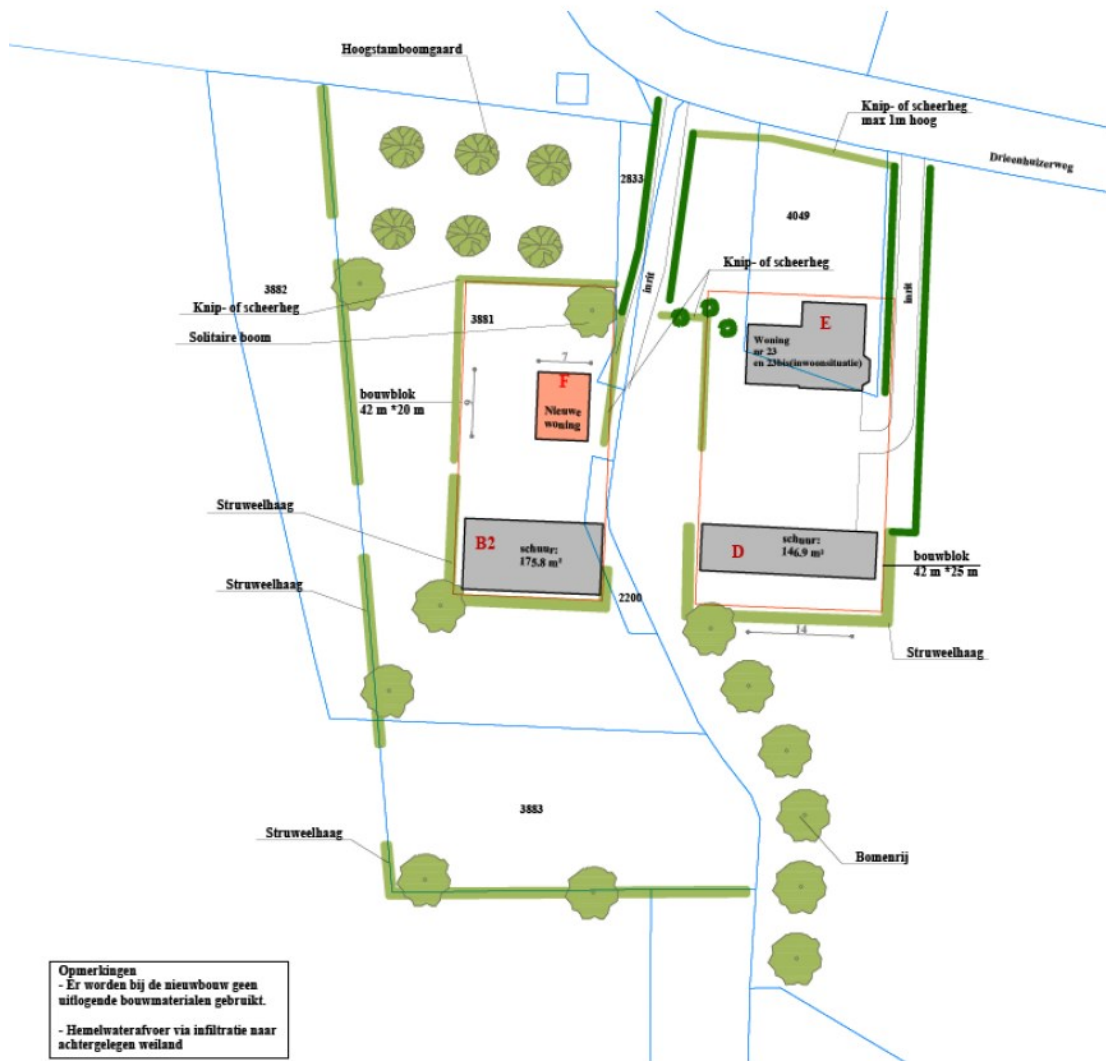 Hoogstamboomgaard
Knip- of scheerheg
max 1m hoog
Drieenhuizerweg
2833
4049
inrit
inrit
3882
Knip- of scheerheg
Knip- of scheerheg
3881
Solitaire boom
E
Woning
nr 23
en 23bis(inwoonsituatie)
7
F
bouwblok
42 m *20 m
9
Nieuwe
woning
Struweelhaag
B2
schuur:
175.8 m²
D
schuur:
146.9 m²
bouwblok
42 m *25 m
Struweelhaag
2200
14
Struweelhaag
3883
Struweelhaag
Bomenrij
Opmerkingen
- Er worden bij de nieuwbouw geen
uitlogende bouwmaterialen gebruikt.
- Hemelwaterafvoer via infiltratie naar
achtergelegen weiland